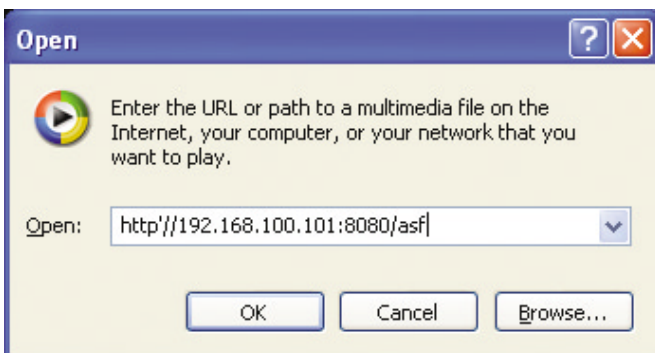 Open
?
Enter the URL or path to a multimedia file on the
Internet, your computer, or your network that you
want to play.
Open: http'//192.168.100.101:8080/asf
OK Cancel Browse...